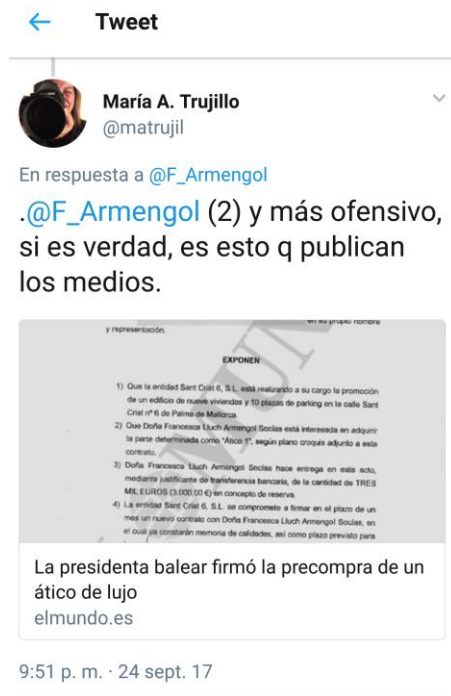 Tweet
María A. Trujillo
@matrujil
En respuesta a @F_Armengol
.@F_Armengol (2) y más ofensivo,
si es verdad, es esto q publican
los medios.
en su propio nombre
y representación.
EXPONEN
1) Que la entidad Sant Crist 6, S.L. está realizando a su cargo la promoción
de un edificio de nueve viviendas y 10 plazas de parking en la calle Sant
Crist nº 6 de Palma de Mallorca.
2) Que Doña Francesca Lluch Armengol Socias está interesada en adquirir
la parte determinada como "Ático 1", según plano croquis adjunto a este
contrato.
3) Doña Francesca Lluch Armengol Socias hace entrega en este acto,
mediante justificante de transferencia bancaria, de la cantidad de TRES
MIL EUROS (3.000,00 €) en concepto de reserva.
4) La entidad Sant Crist 6, S.L. se compromete a firmar en el plazo de un
mes un nuevo contrato con Doña Francesca Lluch Armengol Socias, en
el cual ya constarán memoria de calidades, así como plazo previsto para
La presidenta balear firmó la precompra de un
ático de lujo
elmundo.es
9:51 p. m. · 24 sept. 17